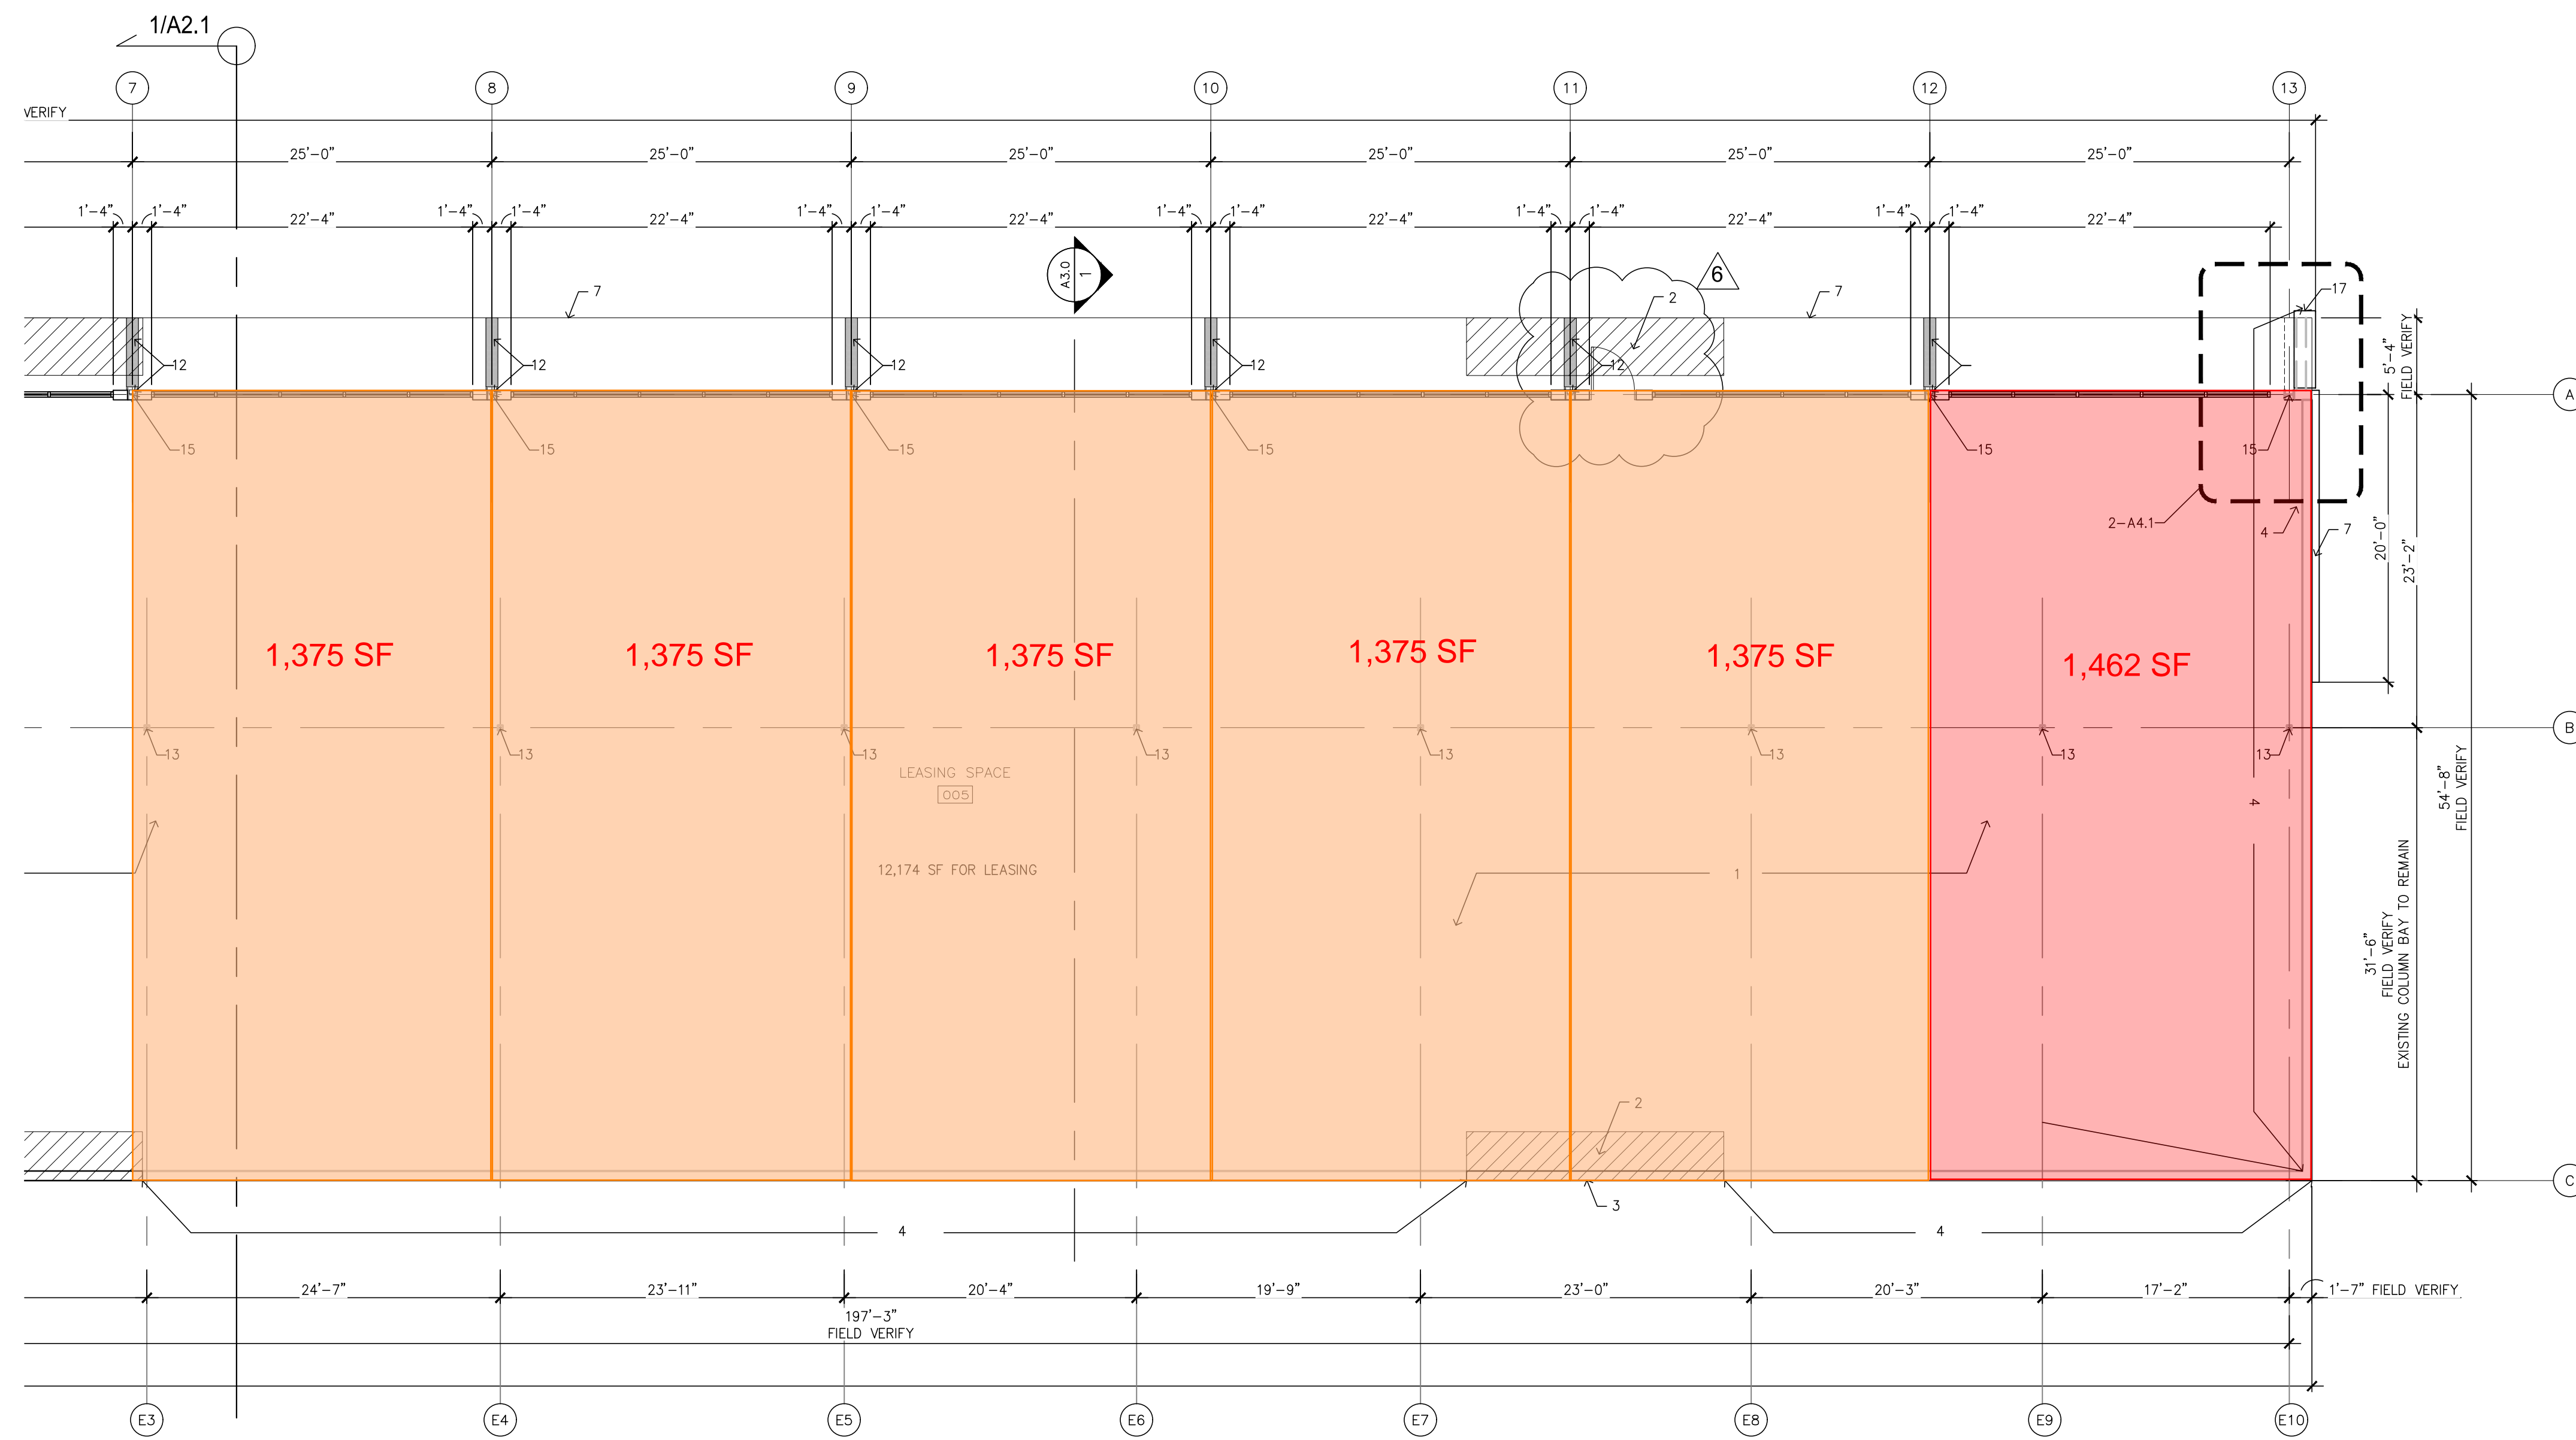 1/A2.1
7 8 9 10 11 12 13
VERIFY
25'-0" 25'-0" 25'-0" 25'-0" 25'-0" 25'-0"
1'-4" 1'-4" 22'-4" 1'-4" 1'-4" 22'-4" 1'-4" 1'-4" 22'-4" 1'-4" 1'-4" 22'-4" 1'-4" 1'-4" 22'-4" 1'-4" 1'-4" 22'-4"
A3.0
1
6
7
2
7
17
5'-4"
FIELD VERIFY
12 12 12 12 12
A
15 15 15 15 15 15
2-A4.1
4
7
20'-0"
23'-2"
1,375 SF 1,375 SF 1,375 SF 1,375 SF 1,375 SF 1,462 SF
B
13 13 13 13 13 13 13 13
LEASING SPACE
005
12,174 SF FOR LEASING
1
4
54'-8"
FIELD VERIFY
31'-6"
FIELD VERIFY
EXISTING COLUMN BAY TO REMAIN
2
C
3
4
4
24'-7" 23'-11" 20'-4" 19'-9" 23'-0" 20'-3" 17'-2" 1'-7" FIELD VERIFY
197'-3"
FIELD VERIFY
E3 E4 E5 E6 E7 E8 E9 E10